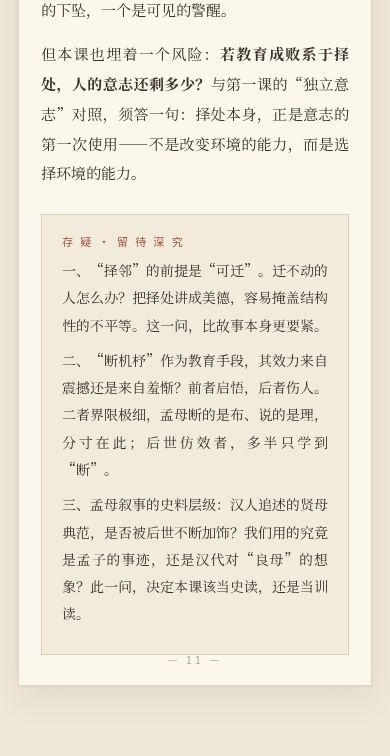 的下坠，一个是可见的警醒。
但本课也埋着一个风险：若教育成败系于择
处，人的意志还剩多少？与第一课的“独立意
志”对照，须答一句：择处本身，正是意志的
第一次使用——不是改变环境的能力，而是选
择环境的能力。
存疑·留待深究
一、“择邻”的前提是“可迁”。迁不动的
人怎么办？把择处讲成美德，容易掩盖结构
性的不平等。这一问，比故事本身更要紧。
二、“断机杼”作为教育手段，其效力来自
震撼还是来自羞惭？前者启悟，后者伤人。
二者界限极细，孟母断的是布、说的是理，
分寸在此；后世仿效者，多半只学到
“断”。
三、孟母叙事的史料层级：汉人追述的贤母
典范，是否被后世不断加饰？我们用的究竟
是孟子的事迹，还是汉代对“良母”的想
象？此一问，决定本课该当史读，还是当训
读。
— 11 —